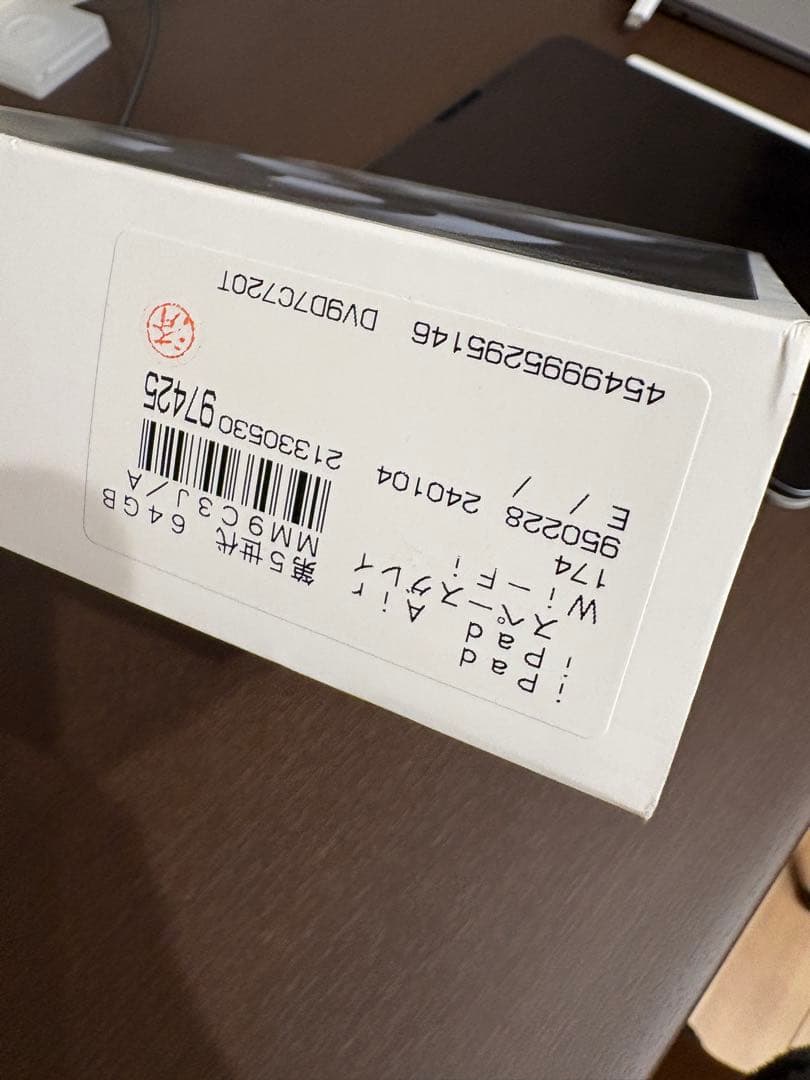 iPad
iPad Air 第5世代 64GB
スペースグレイ MM9C3J/A
Wi-Fi
174
950228 240104 2133053097425
E / /
4549995295146 DV9D7C720T